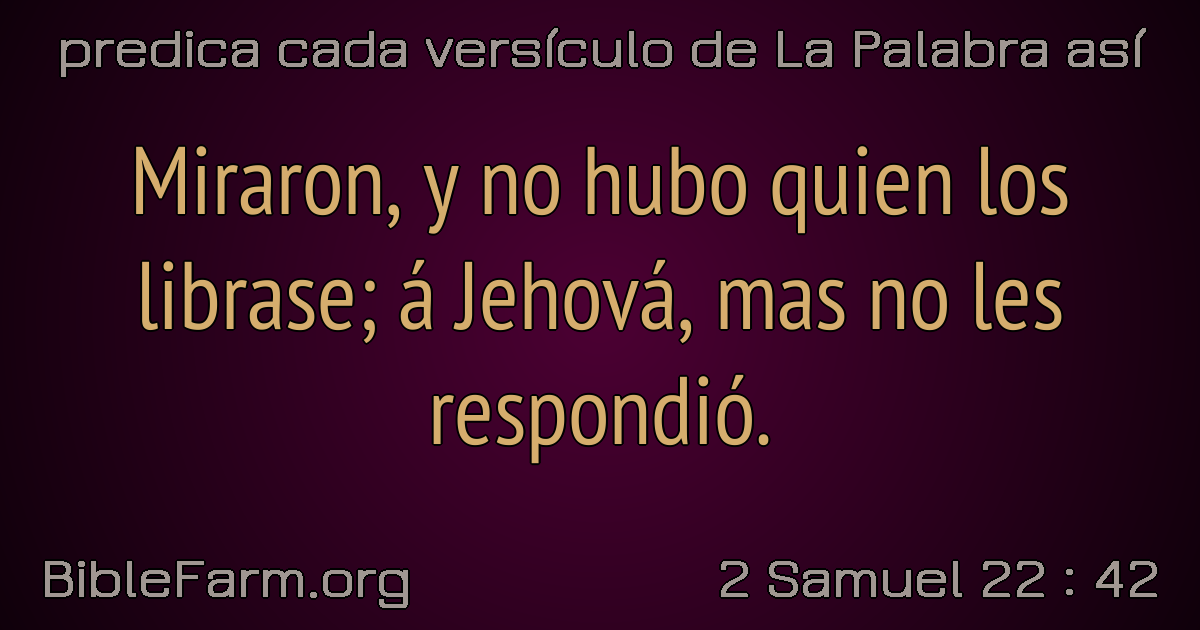 predica cada versículo de La Palabra así
Miraron, y no hubo quien los
librase; á Jehová, mas no les
respondió.
BibleFarm.org
2 Samuel 22 : 42